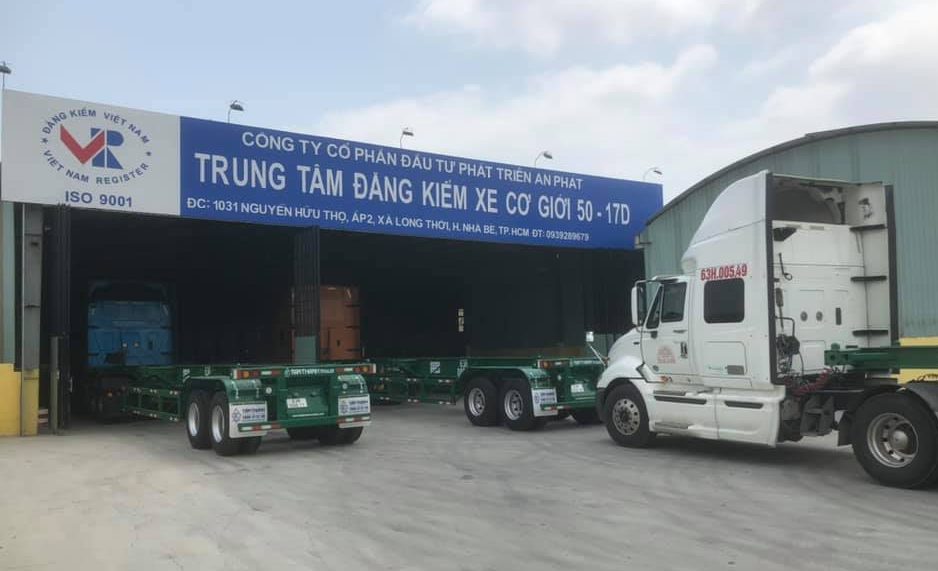 ĐĂNG KIỂM VIỆT NAM
VR
VIET NAM REGISTER
ISO 9001
CÔNG TY CỔ PHẦN ĐẦU TƯ PHÁT TRIỂN AN PHÁT
TRUNG TÂM ĐĂNG KIỂM XE CƠ GIỚI 50 - 17D
ĐC: 1031 NGUYỄN HỮU THỌ, ẤP2, XÃ LONG THỚI, H. NHÀ BÈ, TP.HCM ĐT: 0939289679
63H.005.49